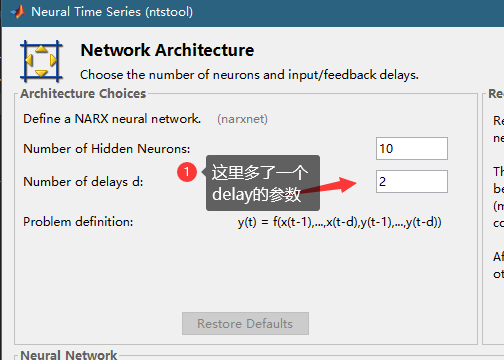 Neural Time Series (ntstool)
Network Architecture
Choose the number of neurons and input/feedback delays.
Architecture Choices
Define a NARX neural network. (narxnet)
Number of Hidden Neurons: 10
1 这里多了一个
delay的参数
Number of delays d: 2
Problem definition: y(t) = f(x(t-1),...,x(t-d),y(t-1),...,y(t-d))
Restore Defaults
Neural Network
Re
Re
ne
Th
be
(m
co
Af
ot